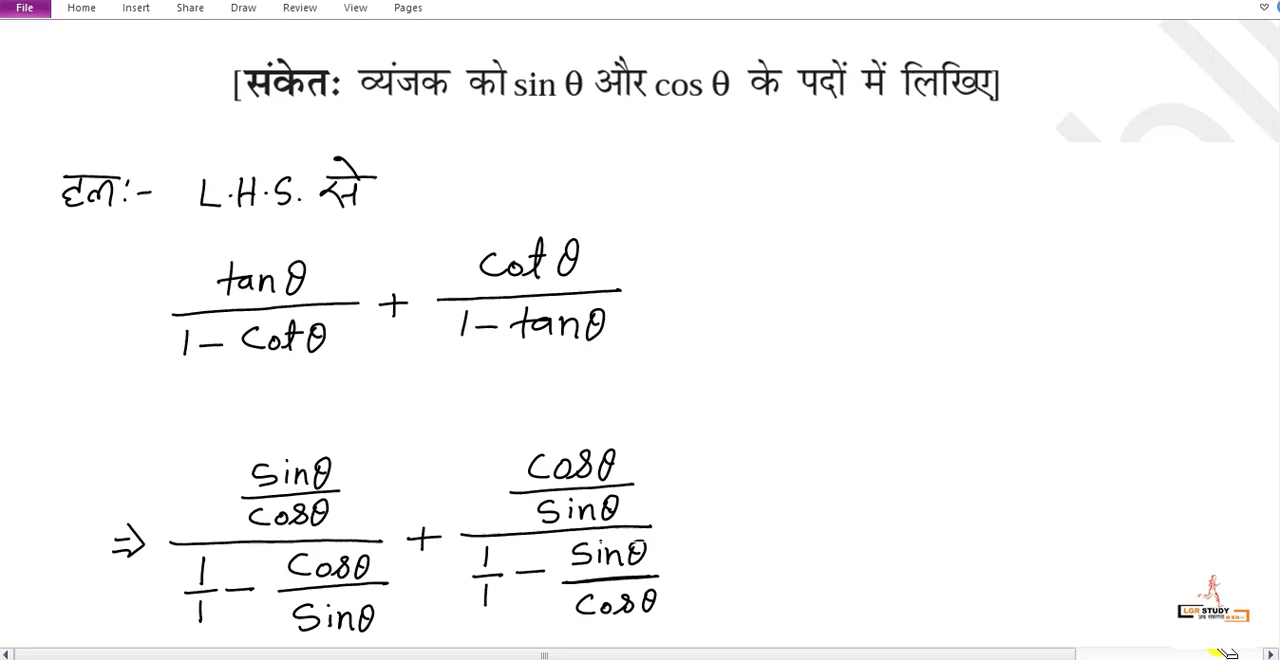 File Home Insert Share Draw Review View Pages
[संकेतः व्यंजक को sin θ और cos θ के पदों में लिखिए]
हलः- L.H.S. से
tanθ / (1 - cotθ) + cotθ / (1 - tanθ)
⇒ (sinθ/cosθ) / (1/1 - cosθ/sinθ) + (cosθ/sinθ) / (1/1 - sinθ/cosθ)
LGR STUDY